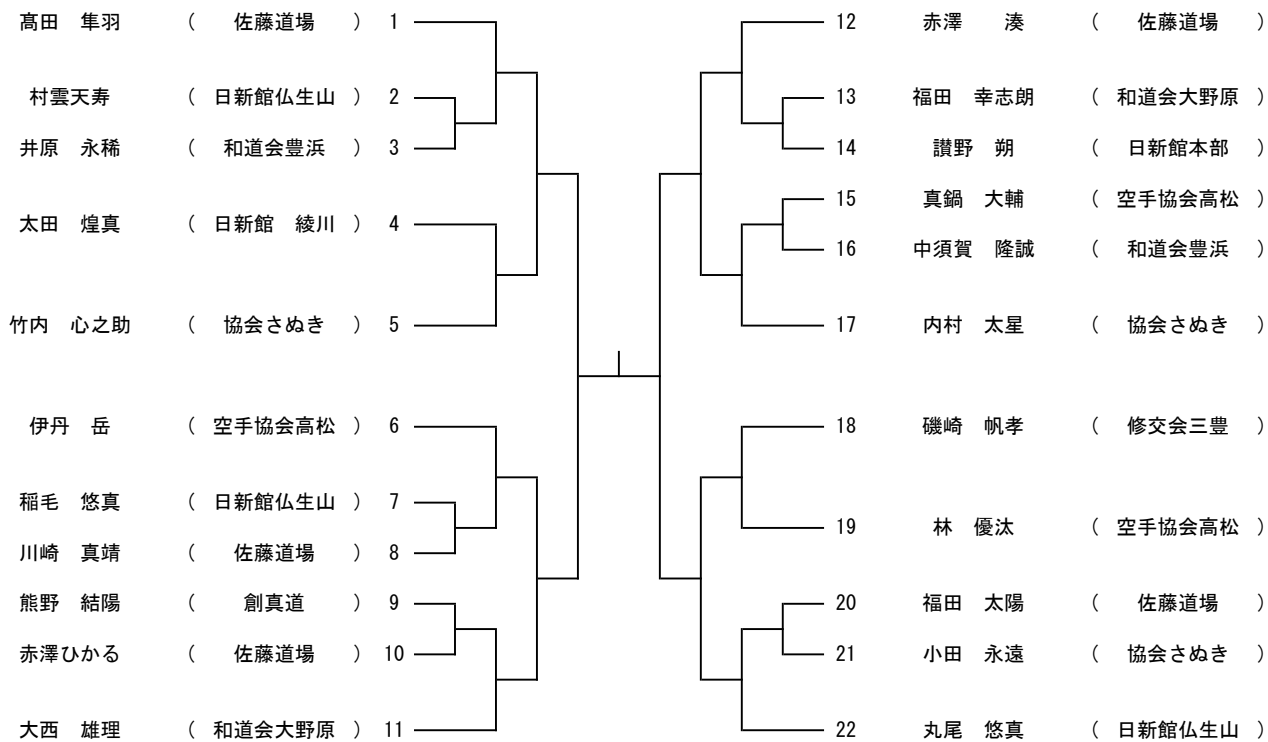 髙田　隼羽　（　佐藤道場　）　1
村雲天寿　（　日新館仏生山　）　2
井原　永稀　（　和道会豊浜　）　3
太田　煌真　（　日新館　綾川　）　4
竹内　心之助　（　協会さぬき　）　5
伊丹　岳　（　空手協会高松　）　6
稲毛　悠真　（　日新館仏生山　）　7
川崎　真靖　（　佐藤道場　）　8
熊野　結陽　（　創真道　）　9
赤澤ひかる　（　佐藤道場　）　10
大西　雄理　（　和道会大野原　）　11
12　赤澤　湊　（　佐藤道場　）
13　福田　幸志朗　（　和道会大野原　）
14　讃野　朔　（　日新館本部　）
15　真鍋　大輔　（　空手協会高松　）
16　中須賀　隆誠　（　和道会豊浜　）
17　内村　太星　（　協会さぬき　）
18　磯崎　帆孝　（　修交会三豊　）
19　林　優汰　（　空手協会高松　）
20　福田　太陽　（　佐藤道場　）
21　小田　永遠　（　協会さぬき　）
22　丸尾　悠真　（　日新館仏生山　）